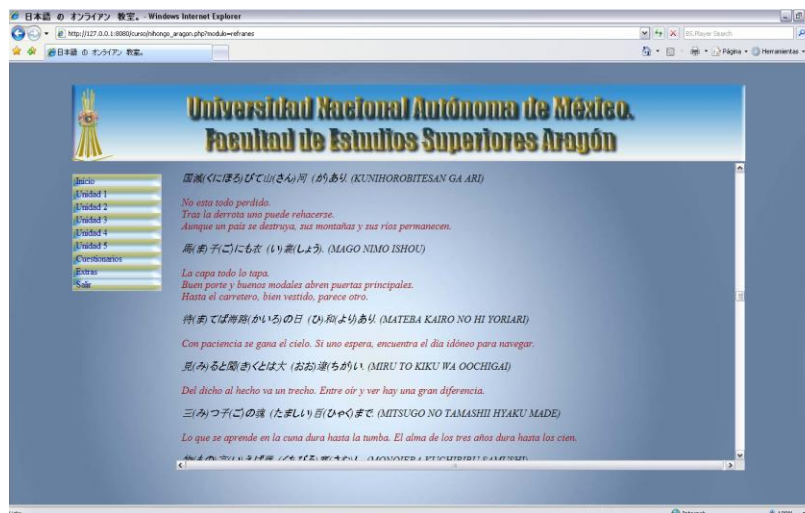 日本語 の オンライアン 教室。 - Windows Internet Explorer
http://127.0.0.1:8080/curso/nihongo_aragon.php?modulo=refranes
BS.Player Search
日本語 の オンライアン 教室。
Página
Herramientas
Universidad Nacional Autónoma de México.
Facultad de Estudios Superiores Aragón
Inicio
Unidad 1
Unidad 2
Unidad 3
Unidad 4
Unidad 5
Cuestionarios
Extras
Salir
国滅(くにほろ)びて山(さん)河 (が)あり. (KUNIHOROBITESAN GA ARI)
No esta todo perdido.
Tras la derrota uno puede rehacerse.
Aunque un país se destruya, sus montañas y sus ríos permanecen.
馬(ま) 子(ご)にも衣 (い) 裳(しょう). (MAGO NIMO ISHOU)
La capa todo lo tapa.
Buen porte y buenos modales abren puertas principales.
Hasta el carretero, bien vestido, parece otro.
待(ま) てば海路(かいろ)の日 (ひ) 和(より)あり. (MATEBA KAIRO NO HI YORIARI)
Con paciencia se gana el cielo. Si uno espera, encuentra el día idóneo para navegar.
見(み)ると聞(き)くとは大 (おお) 違(ちが)い. (MIRU TO KIKU WA OOCHIGAI)
Del dicho al hecho va un trecho. Entre oír y ver hay una gran diferencia.
三(み)つ子(ご)の魂 (たましい) 百(ひゃく)まで. (MITSUGO NO TAMASHII HYAKU MADE)
Lo que se aprende en la cuna dura hasta la tumba. El alma de los tres años dura hasta los cien.